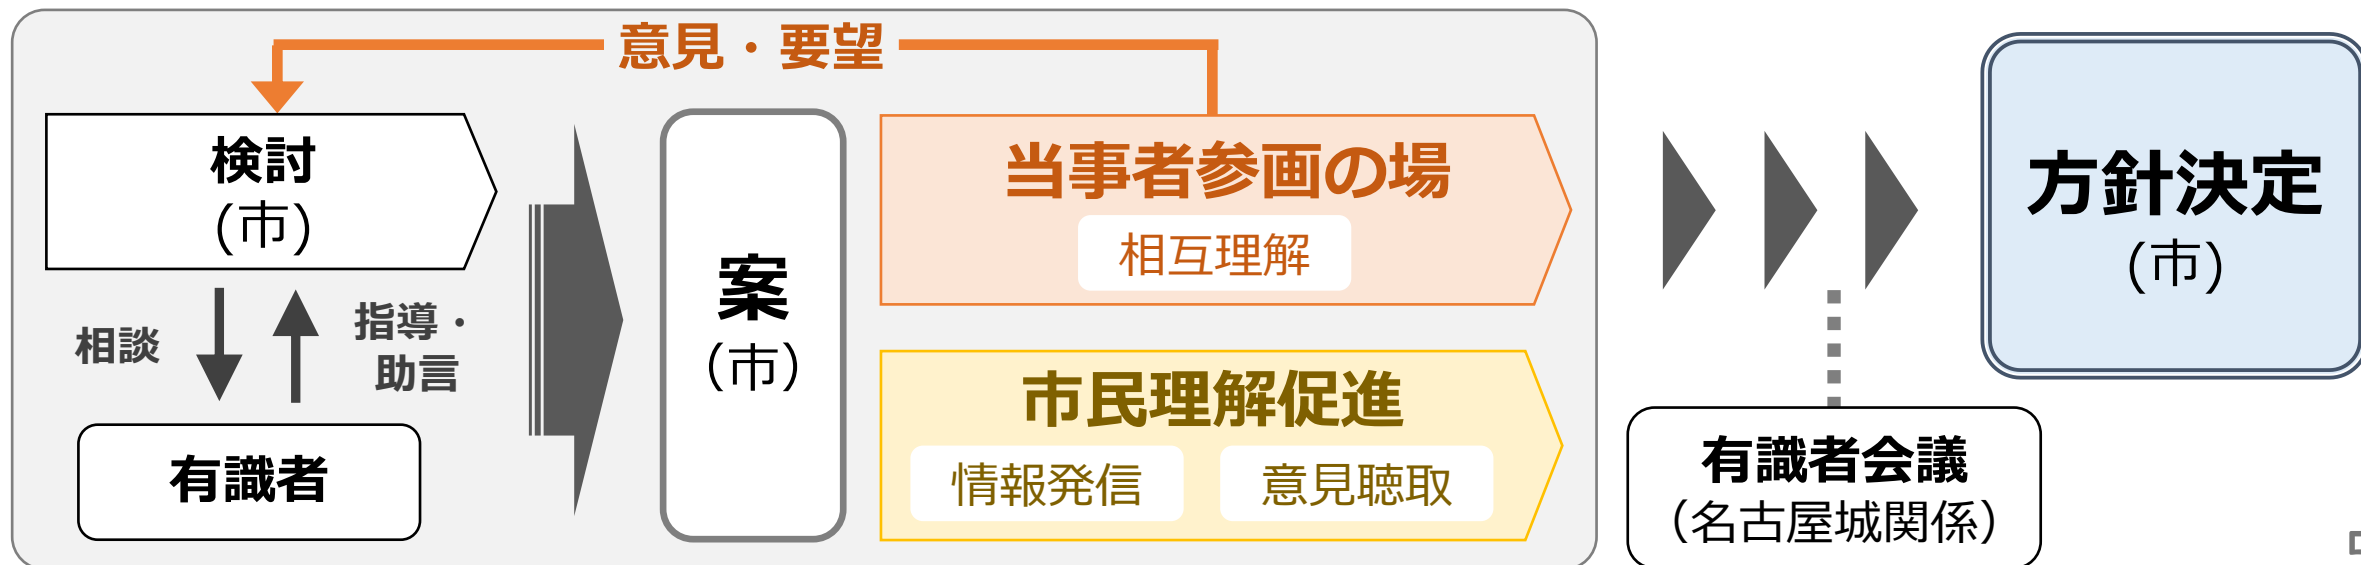 意見・要望
検討
(市)
相談
指導・
助言
有識者
案
(市)
当事者参画の場
相互理解
市民理解促進
情報発信
意見聴取
方針決定
(市)
有識者会議
(名古屋城関係)